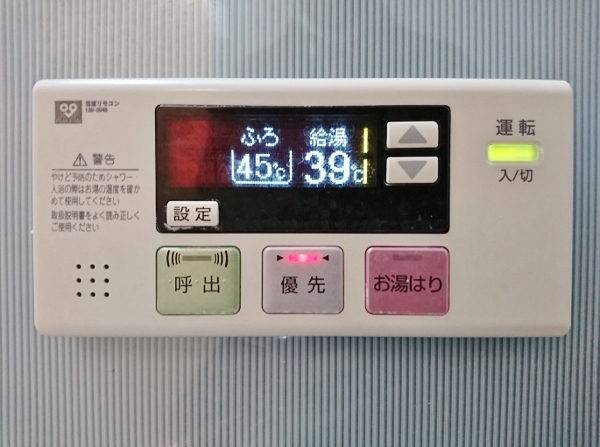 浴室リモコン
138-0046
警告
やけど予防のためシャワー・
入浴の際はお湯の温度を確か
めて使用してください
取扱説明書をよく読み正しく
ご使用ください
ふろ 給湯
45℃ 39℃
設定
運転
入/切
呼出 優先 お湯はり